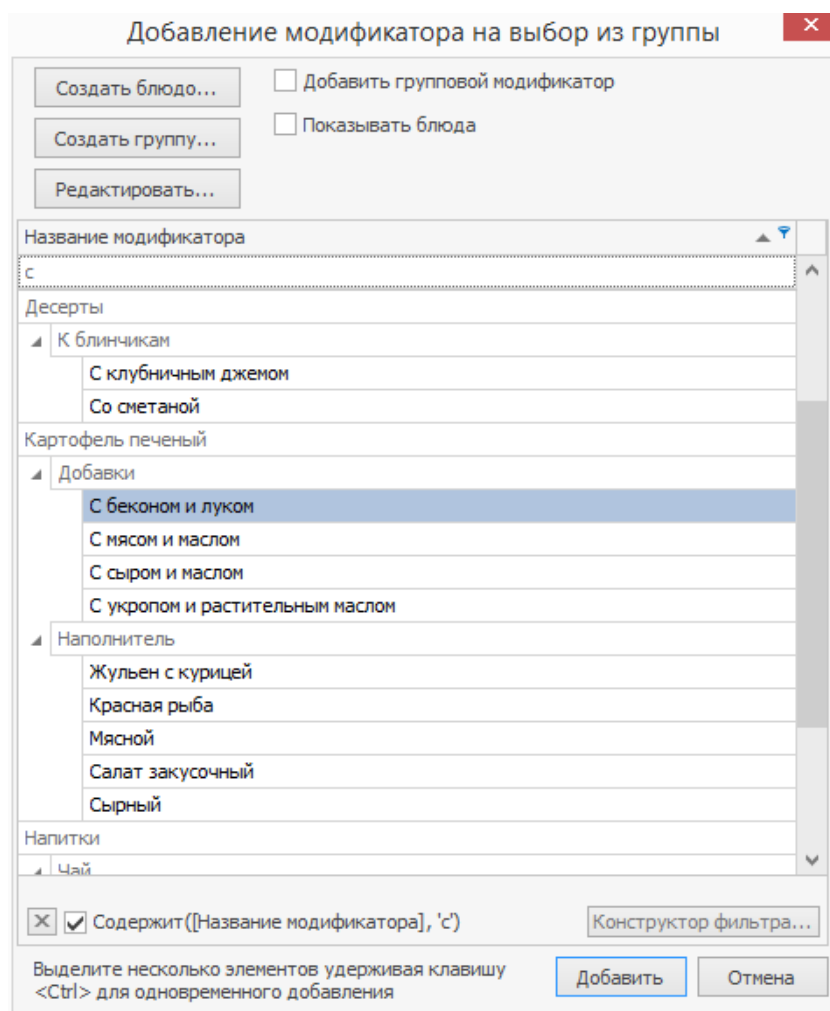 Добавление модификатора на выбор из группы
Создать блюдо...
Добавить групповой модификатор
Создать группу...
Показывать блюда
Редактировать...
Название модификатора
с
Десерты
К блинчикам
С клубничным джемом
Со сметаной
Картофель печеный
Добавки
С беконом и луком
С мясом и маслом
С сыром и маслом
С укропом и растительным маслом
Наполнитель
Жульен с курицей
Красная рыба
Мясной
Салат закусочный
Сырный
Напитки
Чай
Содержит([Название модификатора], 'с')
Конструктор фильтра...
Выделите несколько элементов удерживая клавишу
<Ctrl> для одновременного добавления
Добавить
Отмена